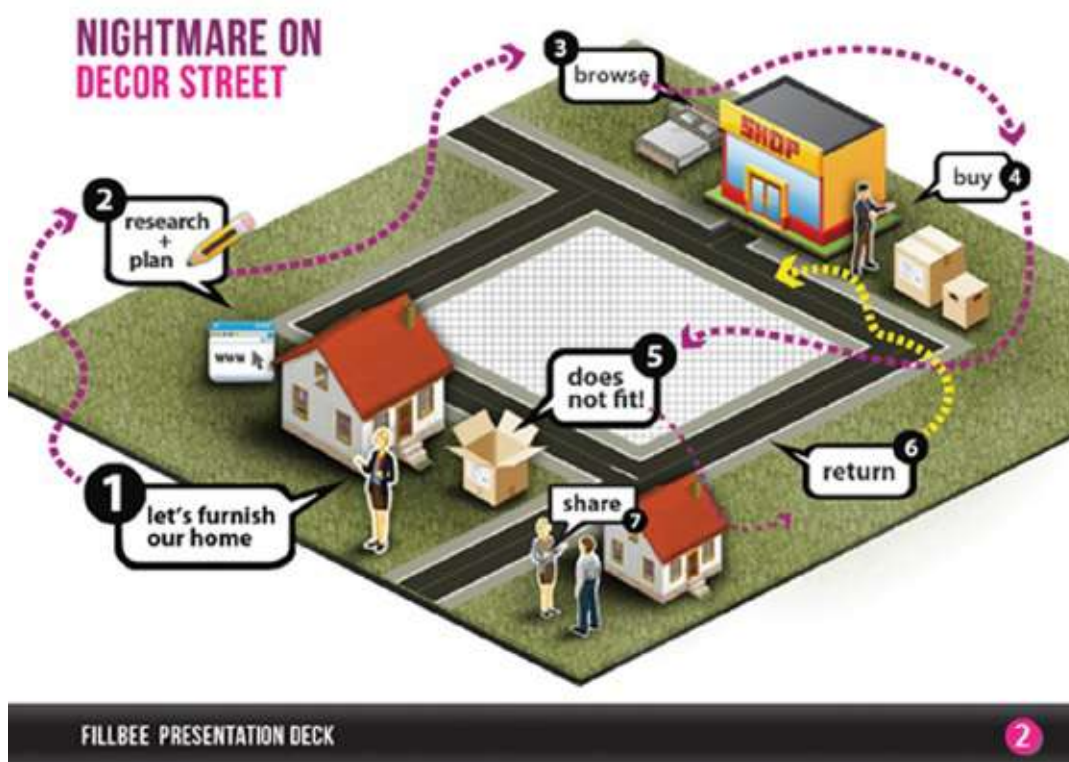 NIGHTMARE ON
DECOR STREET
1
let's furnish
our home
2
research
+
plan
www
3
browse
SHOP
buy 4
5
does
not fit!
6
return
share
7
FILLBEE PRESENTATION DECK
2